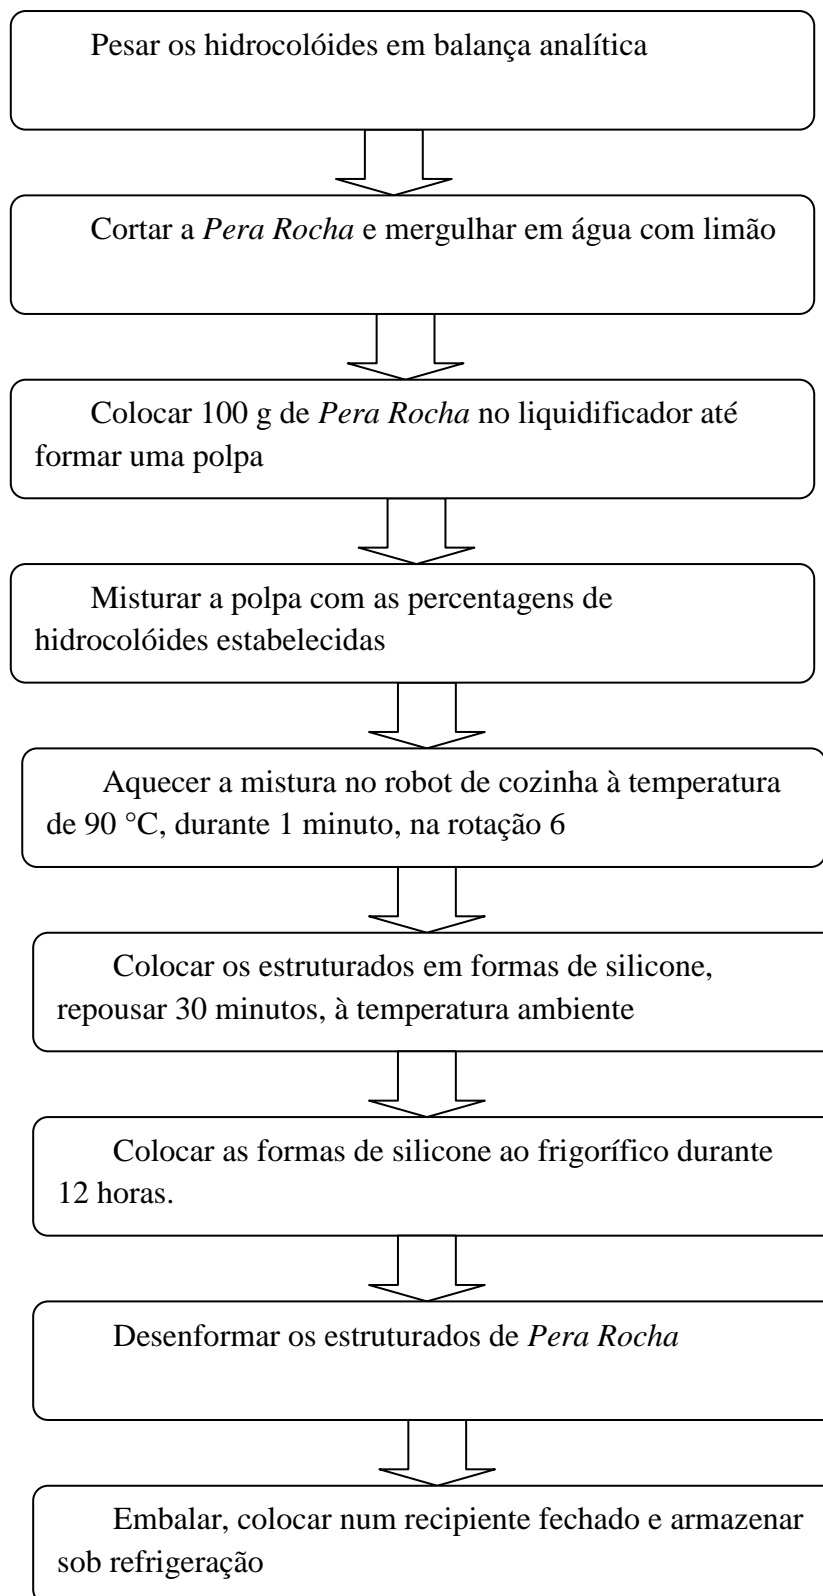 Pesar os hidrocolóides em balança analítica
Cortar a Pera Rocha e mergulhar em água com limão
Colocar 100 g de Pera Rocha no liquidificador até
formar uma polpa
Misturar a polpa com as percentagens de
hidrocolóides estabelecidas
Aquecer a mistura no robot de cozinha à temperatura
de 90 °C, durante 1 minuto, na rotação 6
Colocar os estruturados em formas de silicone,
repousar 30 minutos, à temperatura ambiente
Colocar as formas de silicone ao frigorífico durante
12 horas.
Desenformar os estruturados de Pera Rocha
Embalar, colocar num recipiente fechado e armazenar
sob refrigeração